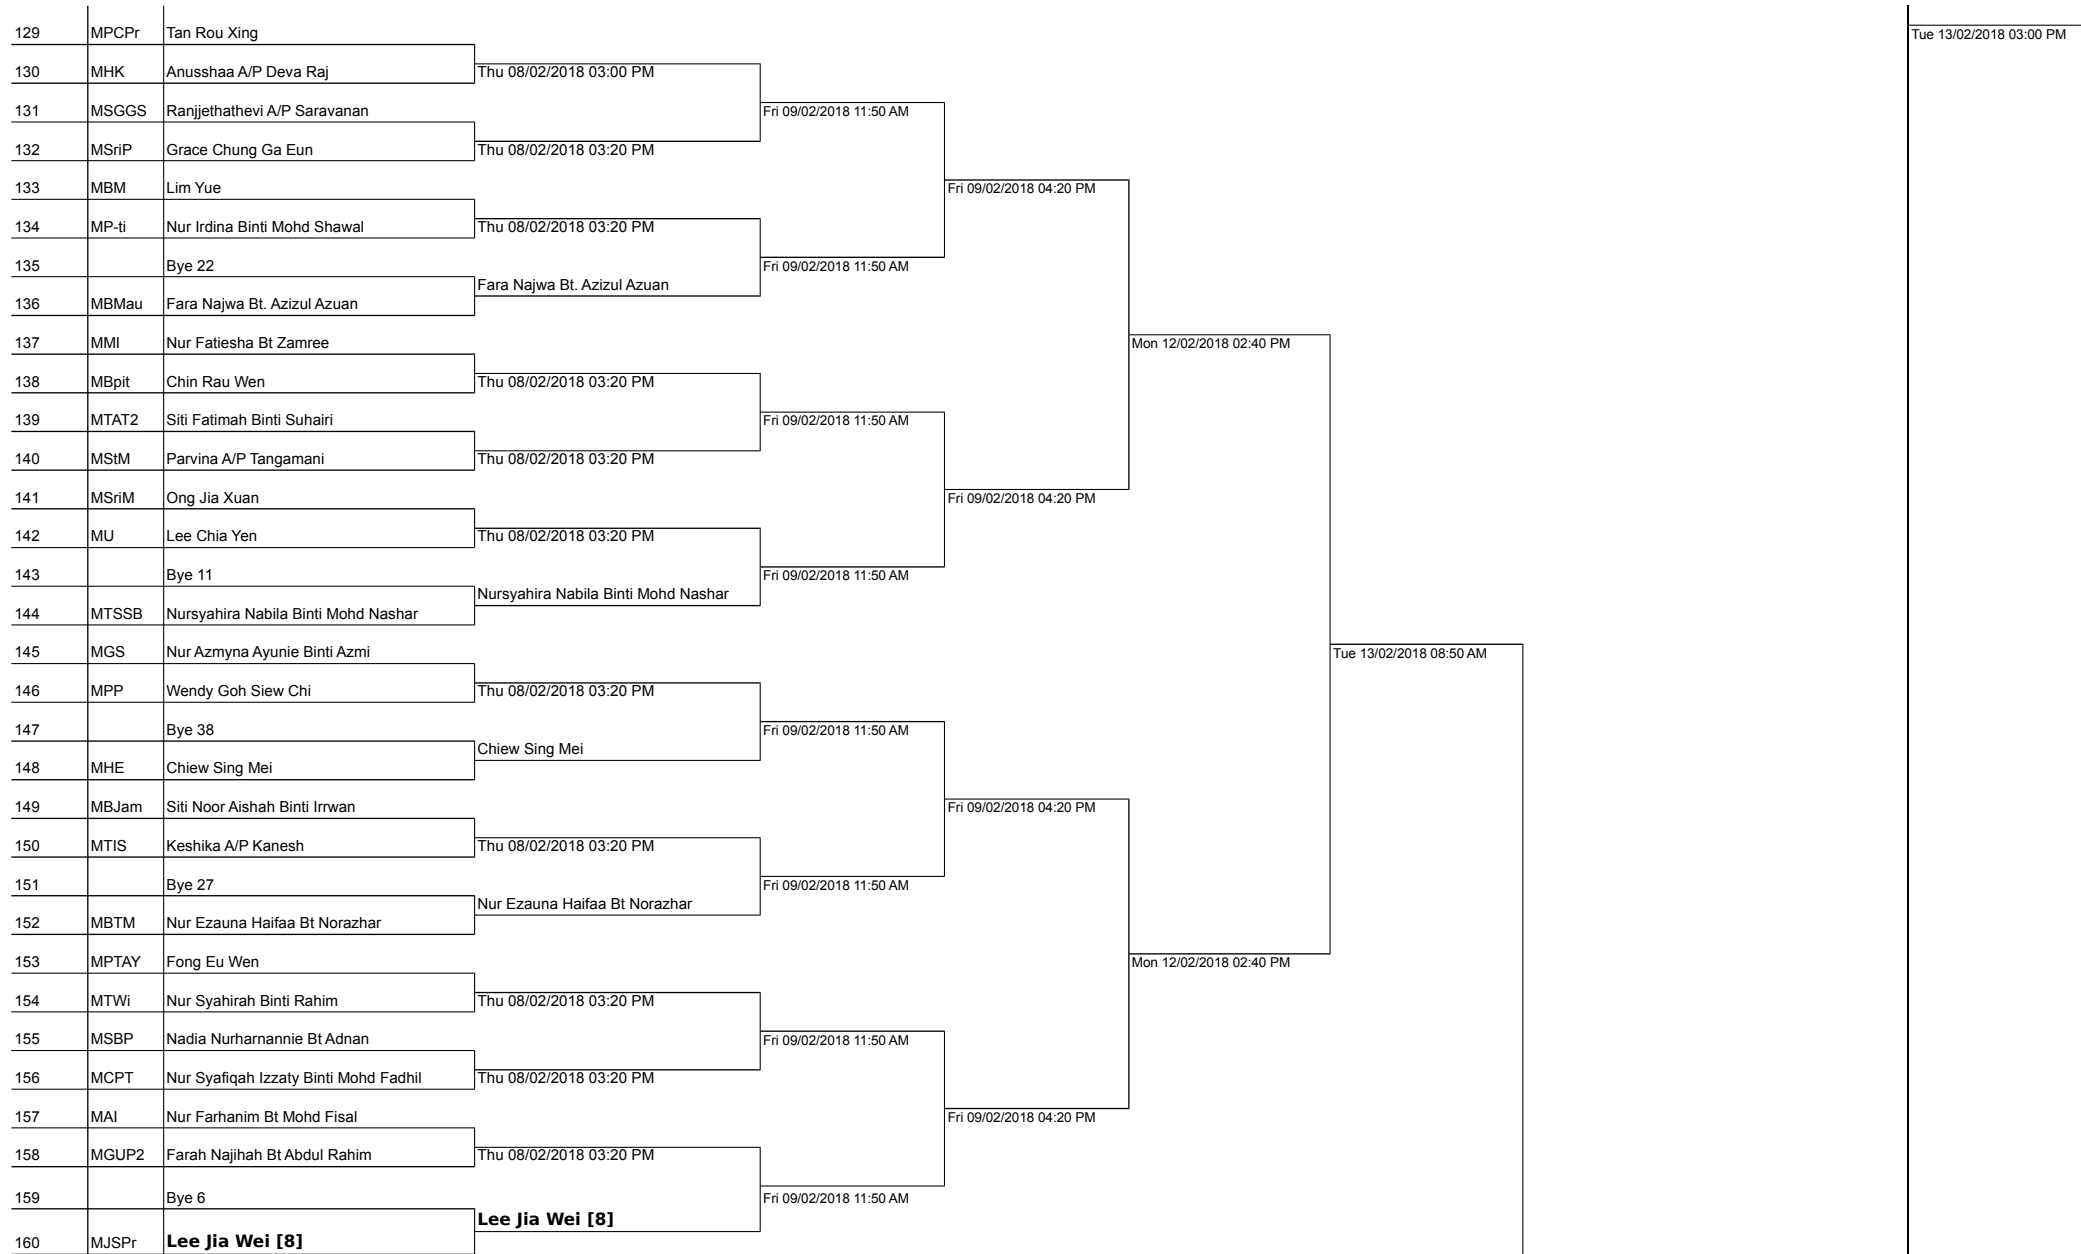 129 MPCPr Tan Rou Xing
Tue 13/02/2018 03:00 PM
130 MHK Anusshaa A/P Deva Raj Thu 08/02/2018 03:00 PM
131 MSGGS Ranjjethathevi A/P Saravanan Fri 09/02/2018 11:50 AM
132 MSriP Grace Chung Ga Eun Thu 08/02/2018 03:20 PM
133 MBM Lim Yue Fri 09/02/2018 04:20 PM
134 MP-ti Nur Irdina Binti Mohd Shawal Thu 08/02/2018 03:20 PM
135 Bye 22 Fri 09/02/2018 11:50 AM
Fara Najwa Bt. Azizul Azuan
136 MBMau Fara Najwa Bt. Azizul Azuan
137 MMI Nur Fatiesha Bt Zamree Mon 12/02/2018 02:40 PM
138 MBpit Chin Rau Wen Thu 08/02/2018 03:20 PM
139 MTAT2 Siti Fatimah Binti Suhairi Fri 09/02/2018 11:50 AM
140 MStM Parvina A/P Tangamani Thu 08/02/2018 03:20 PM
141 MSriM Ong Jia Xuan Fri 09/02/2018 04:20 PM
142 MU Lee Chia Yen Thu 08/02/2018 03:20 PM
143 Bye 11 Fri 09/02/2018 11:50 AM
Nursyahira Nabila Binti Mohd Nashar
144 MTSSB Nursyahira Nabila Binti Mohd Nashar
145 MGS Nur Azmyna Ayunie Binti Azmi Tue 13/02/2018 08:50 AM
146 MPP Wendy Goh Siew Chi Thu 08/02/2018 03:20 PM
147 Bye 38 Fri 09/02/2018 11:50 AM
Chiew Sing Mei
148 MHE Chiew Sing Mei
149 MBJam Siti Noor Aishah Binti Irrwan Fri 09/02/2018 04:20 PM
150 MTIS Keshika A/P Kanesh Thu 08/02/2018 03:20 PM
151 Bye 27 Fri 09/02/2018 11:50 AM
Nur Ezauna Haifaa Bt Norazhar
152 MBTM Nur Ezauna Haifaa Bt Norazhar
153 MPTAY Fong Eu Wen Mon 12/02/2018 02:40 PM
154 MTWi Nur Syahirah Binti Rahim Thu 08/02/2018 03:20 PM
155 MSBP Nadia Nurharnannie Bt Adnan Fri 09/02/2018 11:50 AM
156 MCPT Nur Syafiqah Izzaty Binti Mohd Fadhil Thu 08/02/2018 03:20 PM
157 MAI Nur Farhanim Bt Mohd Fisal Fri 09/02/2018 04:20 PM
158 MGUP2 Farah Najihah Bt Abdul Rahim Thu 08/02/2018 03:20 PM
159 Bye 6 Fri 09/02/2018 11:50 AM
Lee Jia Wei [8]
160 MJSPr Lee Jia Wei [8]